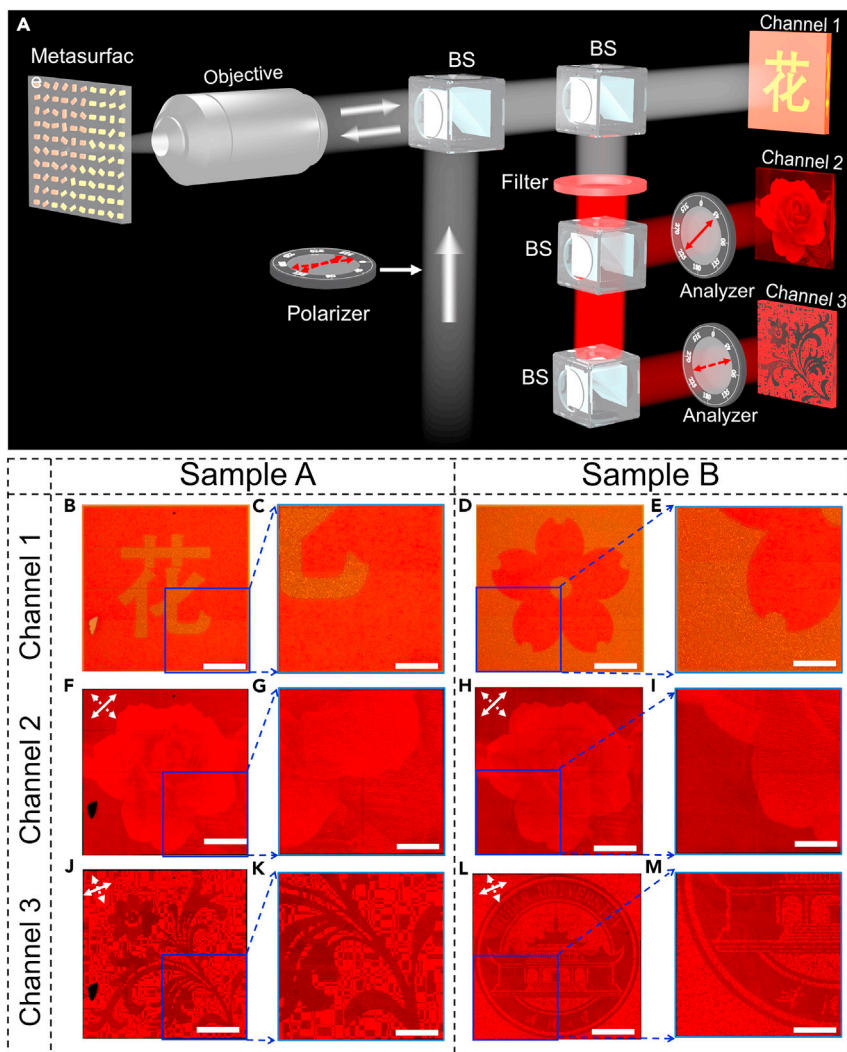 A
Metasurfac
e
Objective
BS
BS
Channel 1
花
Filter
Channel 2
BS
Analyzer
Polarizer
Channel 3
BS
Analyzer
Sample A
Sample B
Channel 1
B
C
D
E
花
Channel 2
F
G
H
I
Channel 3
J
K
L
M